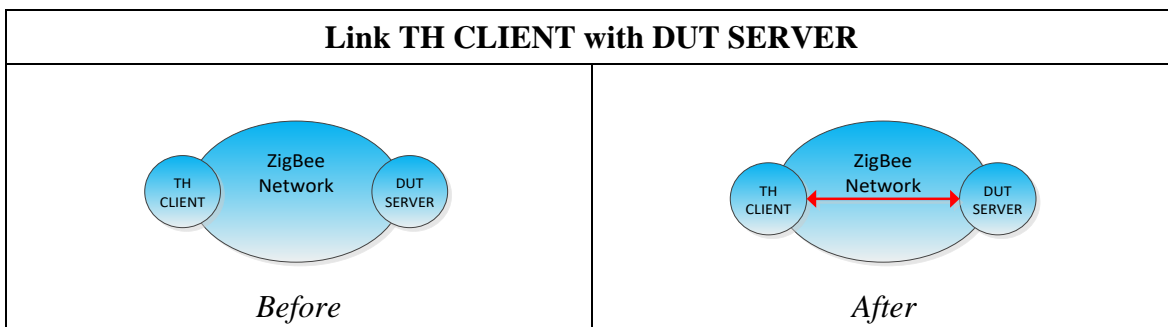 Link TH CLIENT with DUT SERVER
ZigBee
Network
TH
CLIENT
DUT
SERVER
Before
ZigBee
Network
TH
CLIENT
DUT
SERVER
After